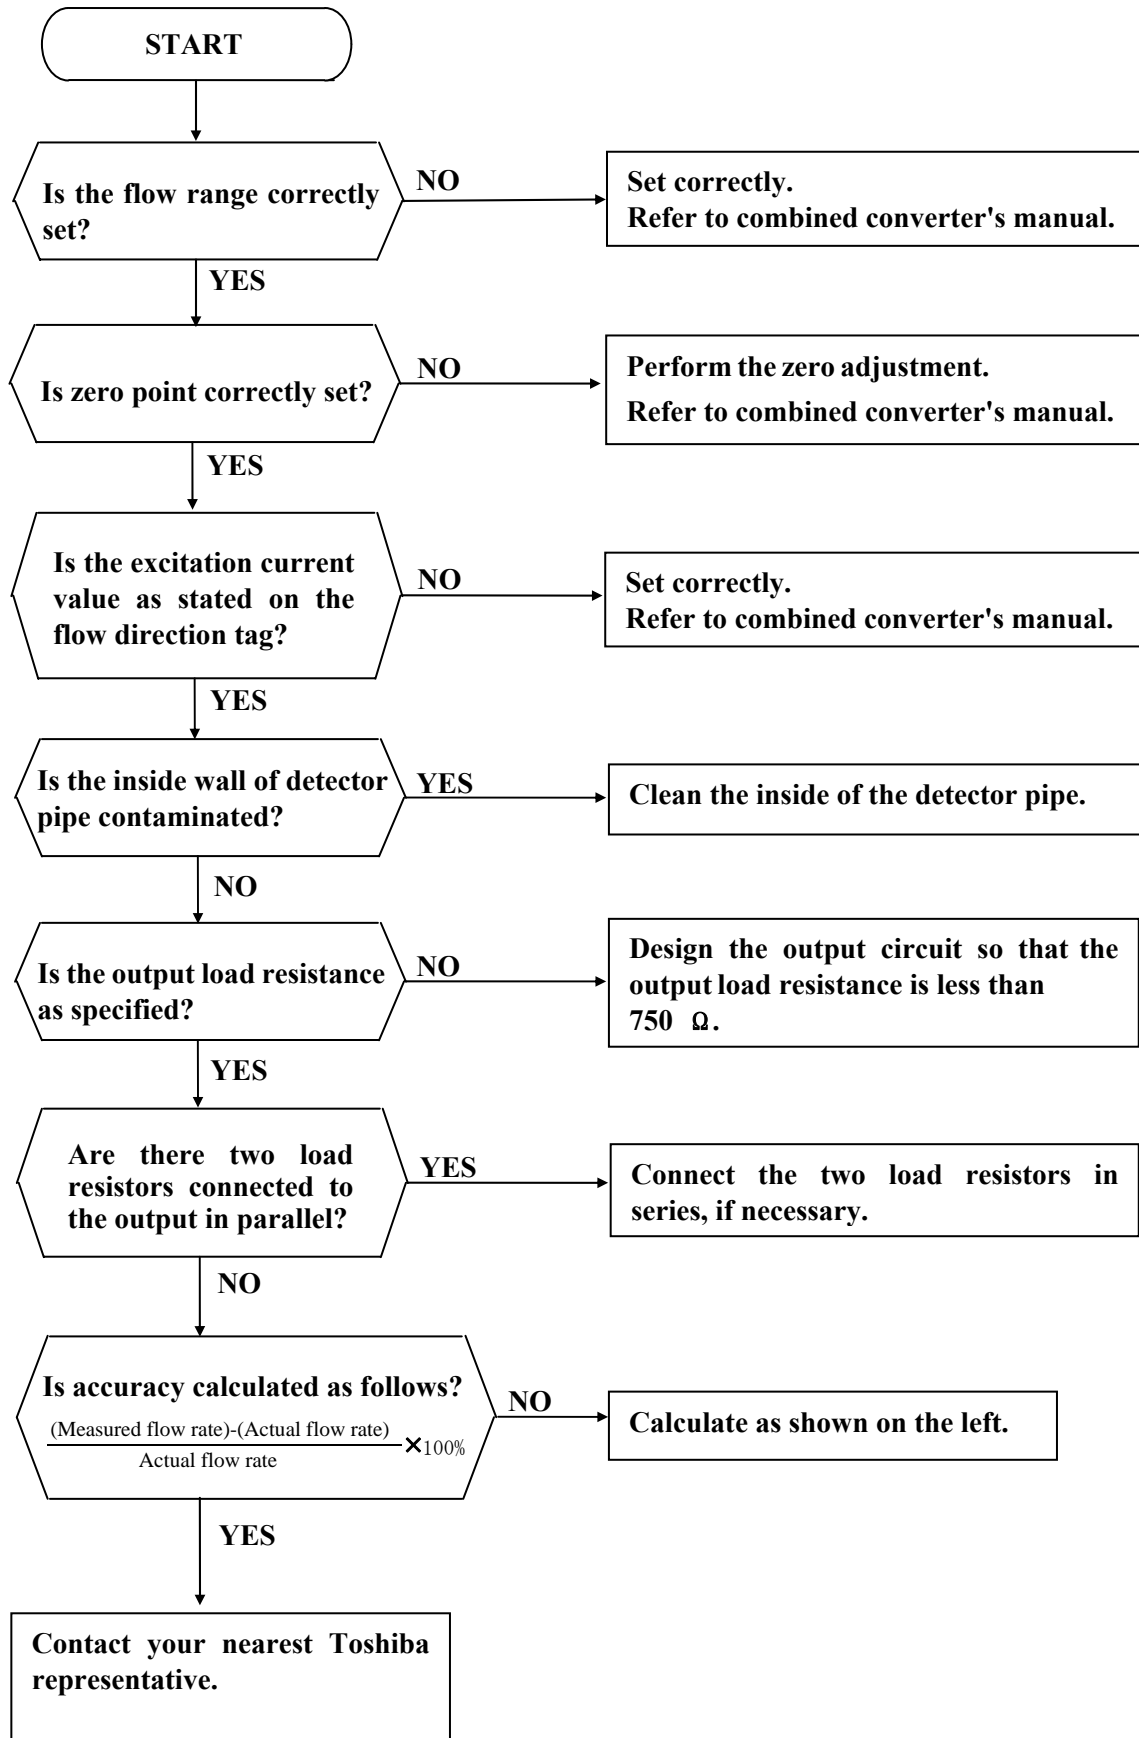 START
Is the flow range correctly
set?
NO
Set correctly.
Refer to combined converter's manual.
YES
Is zero point correctly set?
NO
Perform the zero adjustment.
Refer to combined converter's manual.
YES
Is the excitation current
value as stated on the
flow direction tag?
NO
Set correctly.
Refer to combined converter's manual.
YES
Is the inside wall of detector
pipe contaminated?
YES
Clean the inside of the detector pipe.
NO
Is the output load resistance
as specified?
NO
Design the output circuit so that the
output load resistance is less than
750 Ω.
YES
Are there two load
resistors connected to
the output in parallel?
YES
Connect the two load resistors in
series, if necessary.
NO
Is accuracy calculated as follows?
(Measured flow rate)-(Actual flow rate)
Actual flow rate
×100%
NO
Calculate as shown on the left.
YES
Contact your nearest Toshiba
representative.